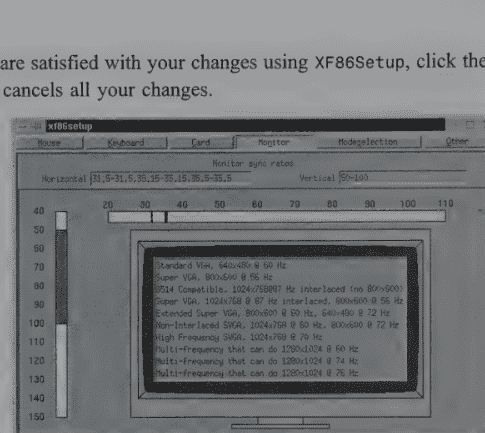 are satisfied with your changes using XF86Setup, click the
cancels all your changes.
xf86setup
Mouse Keyboard Card Monitor Modeselection Other
Monitor sync rates
Horizontal 31.5-31.5,35.15-35.15,35.5-35.5 Vertical 50-100
20 30 40 50 60 70 80 90 100 110
40
50
60
70
80
90
100
110
120
130
140
150
Standard VGA, 640x480 @ 60 Hz
Super VGA, 800x600 @ 56 Hz
8514 Compatible, 1024x768@87 Hz interlaced (no 800x600)
Super VGA, 1024x768 @ 87 Hz interlaced, 800x600 @ 56 Hz
Extended Super VGA, 800x600 @ 60 Hz, 640x480 @ 72 Hz
Non-Interlaced SVGA, 1024x768 @ 60 Hz, 800x600 @ 72 Hz
High Frequency SVGA, 1024x768 @ 70 Hz
Multi-frequency that can do 1280x1024 @ 60 Hz
Multi-frequency that can do 1280x1024 @ 74 Hz
Multi-frequency that can do 1280x1024 @ 76 Hz